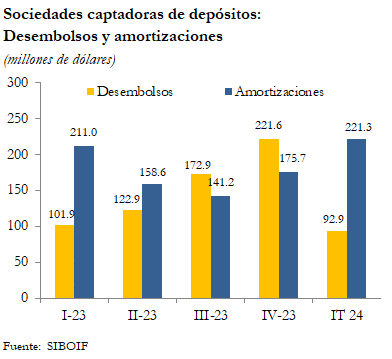 Sociedades captadoras de depósitos:
Desembolsos y amortizaciones
(millones de dólares)
300
Desembolsos
Amortizaciones
250
221.6
221.3
211.0
200
172.9
175.7
158.6
150
141.2
122.9
101.9
92.9
100
50
0
I-23
II-23
III-23
IV-23
IT 24
Fuente: SIBOIF